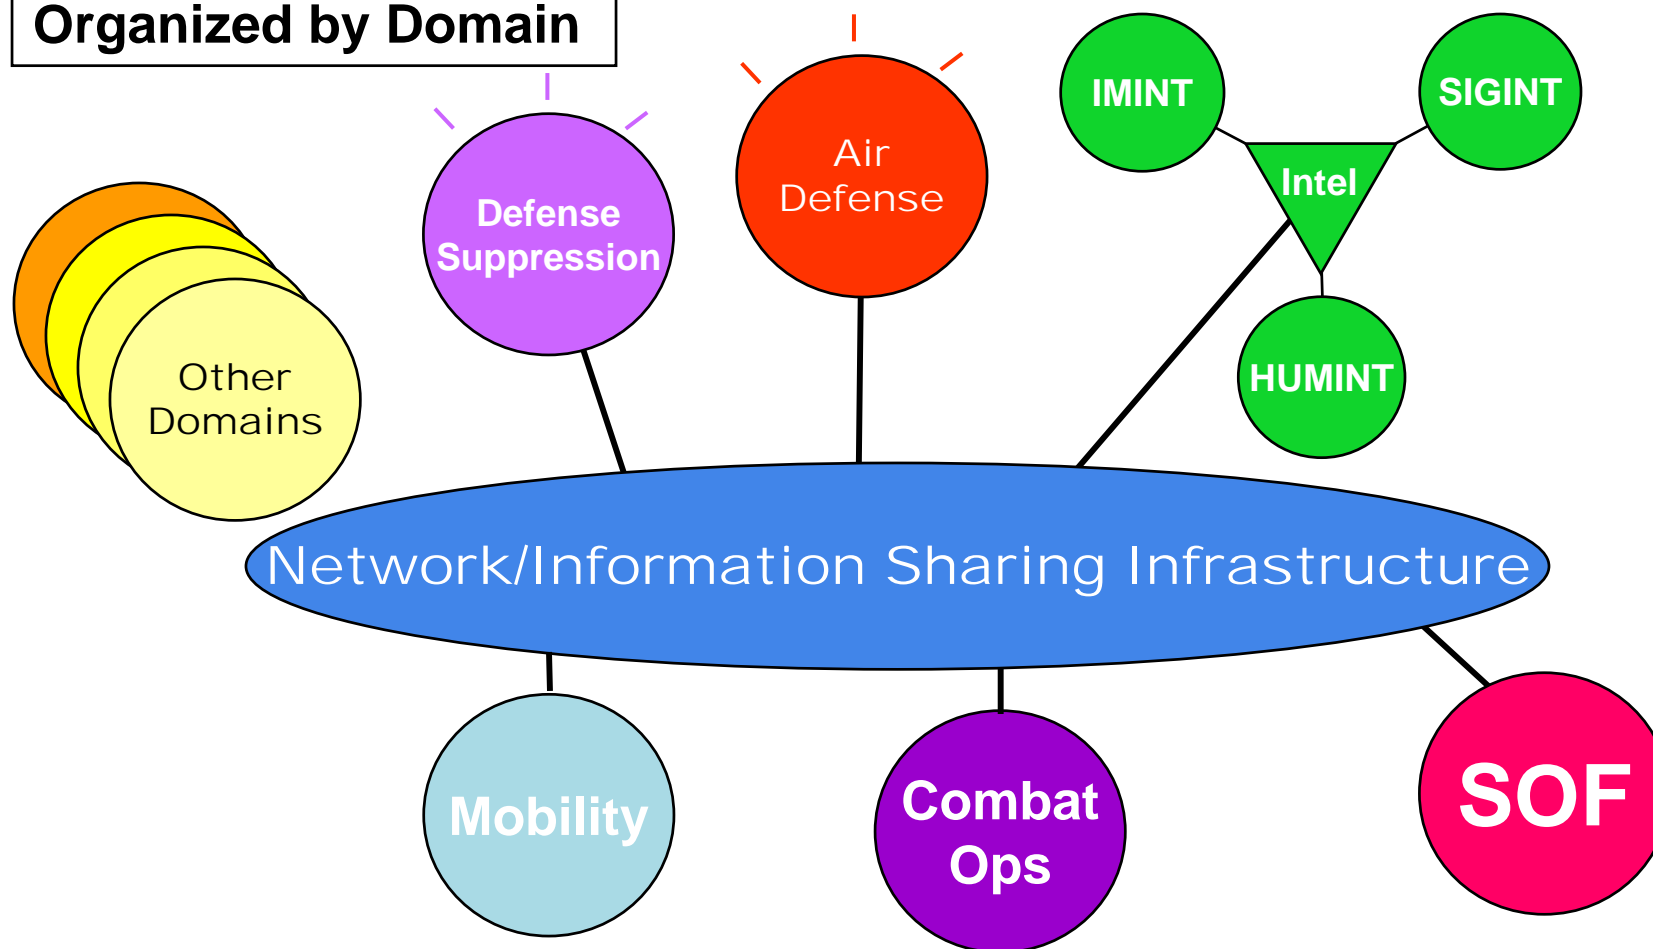 Organized by Domain
IMINT
SIGINT
Air
Defense
Intel
Defense
Suppression
Other
Domains
HUMINT
Network/Information Sharing Infrastructure
Mobility
Combat
Ops
SOF